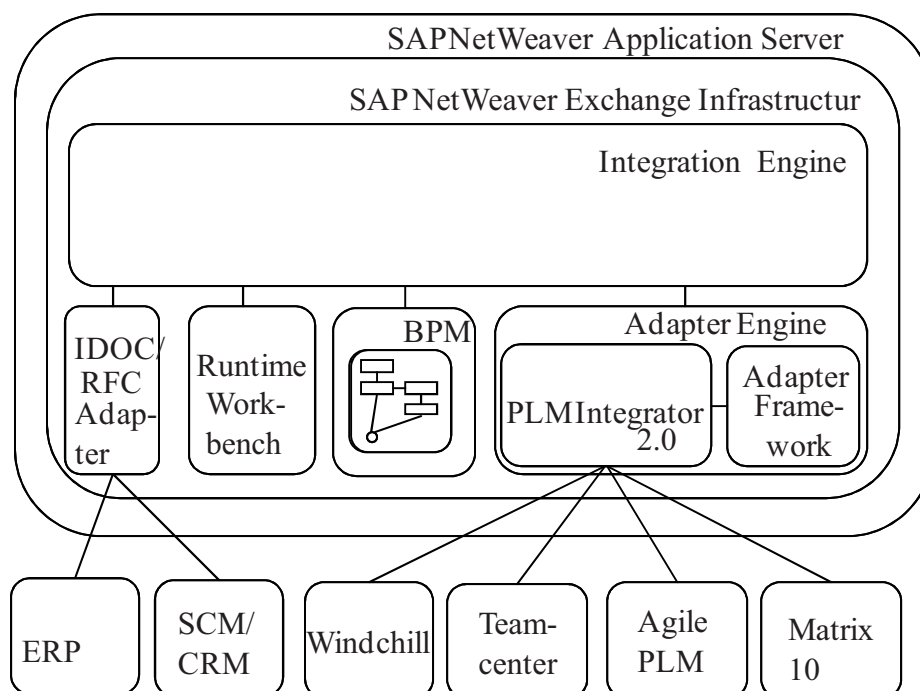 SAPNetWeaver Application Server
SAP NetWeaver Exchange Infrastructur
Integration Engine
IDOC/
RFC
Adap-
ter
Runtime
Work-
bench
BPM
Adapter Engine
PLMIntegrator
2.0
Adapter
Frame-
work
ERP
SCM/
CRM
Windchill
Team-
center
Agile
PLM
Matrix
10